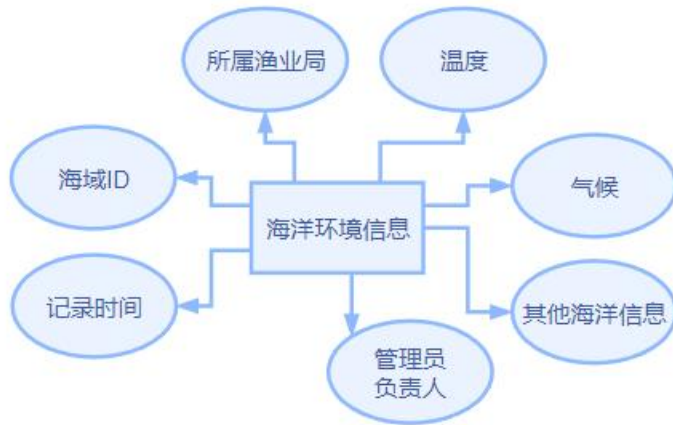 所属渔业局
温度
海域ID
气候
海洋环境信息
记录时间
其他海洋信息
管理员
负责人